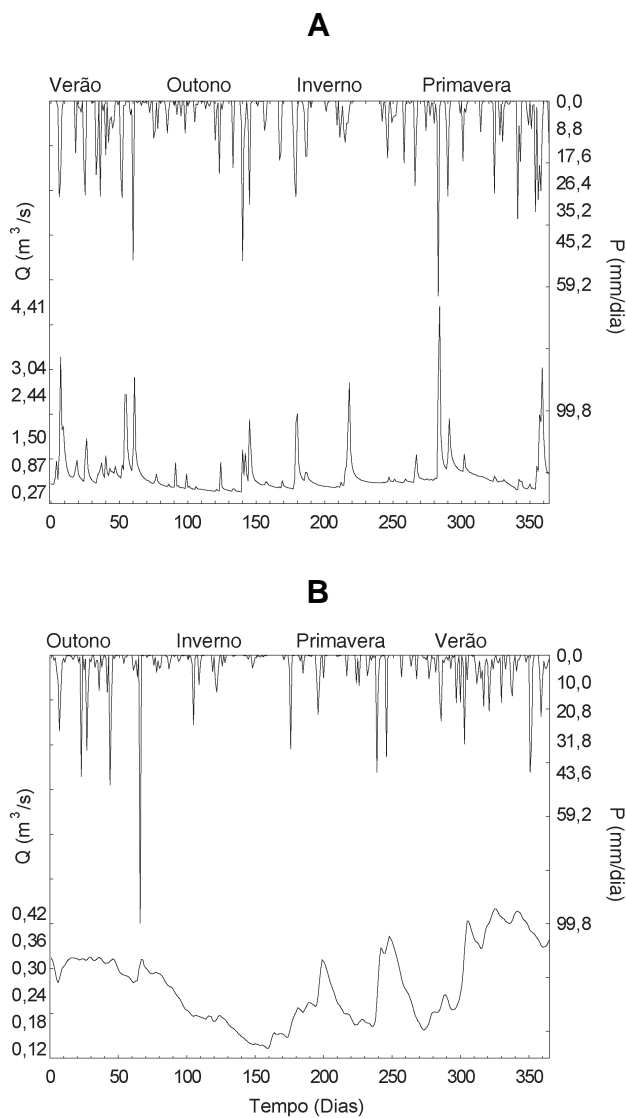 A
Verão Outono Inverno Primavera
0,0
8,8
17,6
26,4
35,2
45,2
59,2
99,8
P (mm/dia)
Q (m³/s)
4,41
3,04
2,44
1,50
0,87
0,27
0 50 100 150 200 250 300 350
B
Outono Inverno Primavera Verão
0,0
10,0
20,8
31,8
43,6
59,2
99,8
P (mm/dia)
Q (m³/s)
0,42
0,36
0,30
0,24
0,18
0,12
0 50 100 150 200 250 300 350
Tempo (Dias)